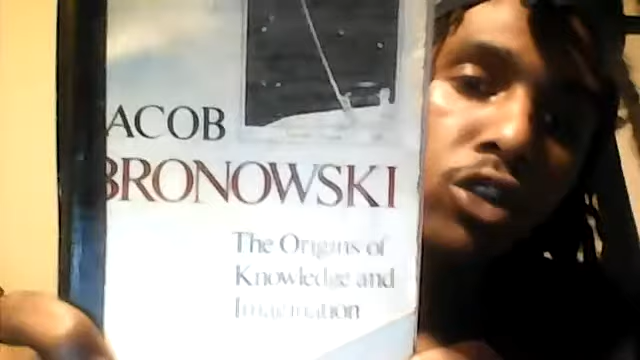 ACOB
BRONOWSKI
The Origins of
Knowledge and
Imagination